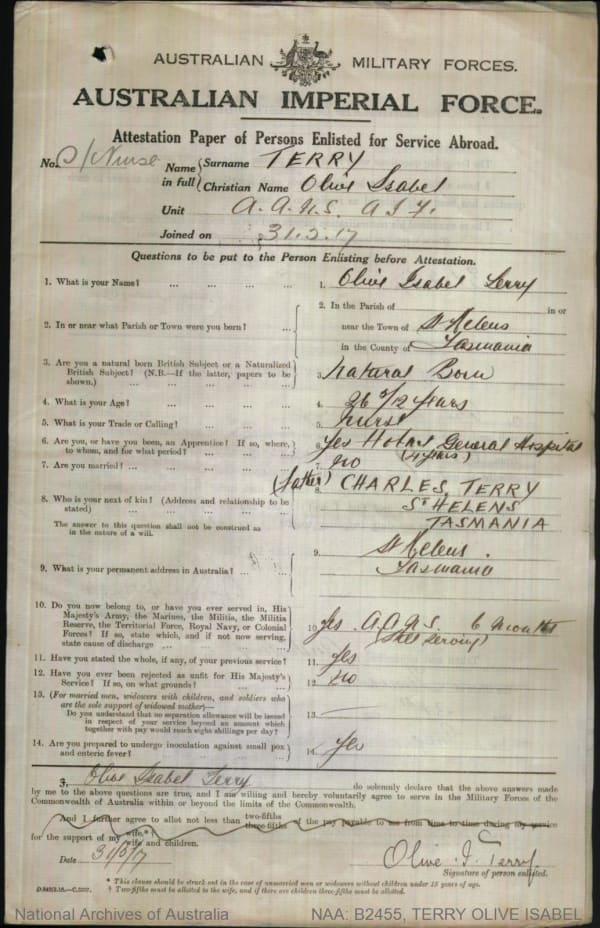 AUSTRALIAN MILITARY FORCES.
AUSTRALIAN IMPERIAL FORCE.
Attestation Paper of Persons Enlisted for Service Abroad.
No. S/Nurse Name in full { Surname TERRY
Christian Name Olive Isabel
Unit A.A.N.S. A.I.F.
Joined on 31.5.17
Questions to be put to the Person Enlisting before Attestation.
1. What is your Name? ... ... ... ... 1. Olive Isabel Terry
2. In or near what Parish or Town were you born? ... 2. In the Parish of in or
near the Town of St Helens
in the County of Tasmania
3. Are you a natural born British Subject or a Naturalized British Subject? (N.B.—If the latter, papers to be shown.) ... ... ... ... 3. Natural Born
4. What is your Age? ... ... ... ... 4. 26 5/12 years
5. What is your Trade or Calling? ... ... ... 5. Nurse
6. Are you, or have you been, an Apprentice? If so, where, to whom, and for what period? ... ... ... 6. Yes Hobart General Hospital
(4 years)
7. Are you married? ... ... ... ... 7. No
8. Who is your next of kin? (Address and relationship to be stated) ... ... ... ... 8. (father) CHARLES, TERRY
ST HELENS
TASMANIA
The answer to this question shall not be construed as in the nature of a will.
9. What is your permanent address in Australia? ... 9. St Helens.
Tasmania
10. Do you now belong to, or have you ever served in, His Majesty's Army, the Marines, the Militia, the Militia Reserve, the Territorial Force, Royal Navy, or Colonial Forces? If so, state which, and if not now serving, state cause of discharge ... ... ... 10. Yes. A.A.N.S. 6 months
(Still serving)
11. Have you stated the whole, if any, of your previous service? 11. Yes
12. Have you ever been rejected as unfit for His Majesty's Service? If so, on what grounds? ... ... 12. No
13. (For married men, widowers with children, and soldiers who are the sole support of widowed mother)—
Do you understand that no separation allowance will be issued in respect of your service beyond an amount which together with pay would reach eight shillings per day? 13. —
14. Are you prepared to undergo inoculation against small pox and enteric fever? ... ... ... ... 14. Yes
I, Olive Isabel Terry do solemnly declare that the above answers made
by me to the above questions are true, and I am willing and hereby voluntarily agree to serve in the Military Forces of the
Commonwealth of Australia within or beyond the limits of the Commonwealth.
And I further agree to allot not less than two-fifths three-fifths of the pay payable to me from time to time during my service
for the support of my wife.* wife and children.
Date 31/5/17 Olive I. Terry
Signature of person enlisted.
* This clause should be struck out in the case of unmarried men or widowers without children under 18 years of age.
† Two-fifths must be allotted to the wife, and if there are children three-fifths must be allotted.
National Archives of Australia NAA: B2455, TERRY OLIVE ISABEL